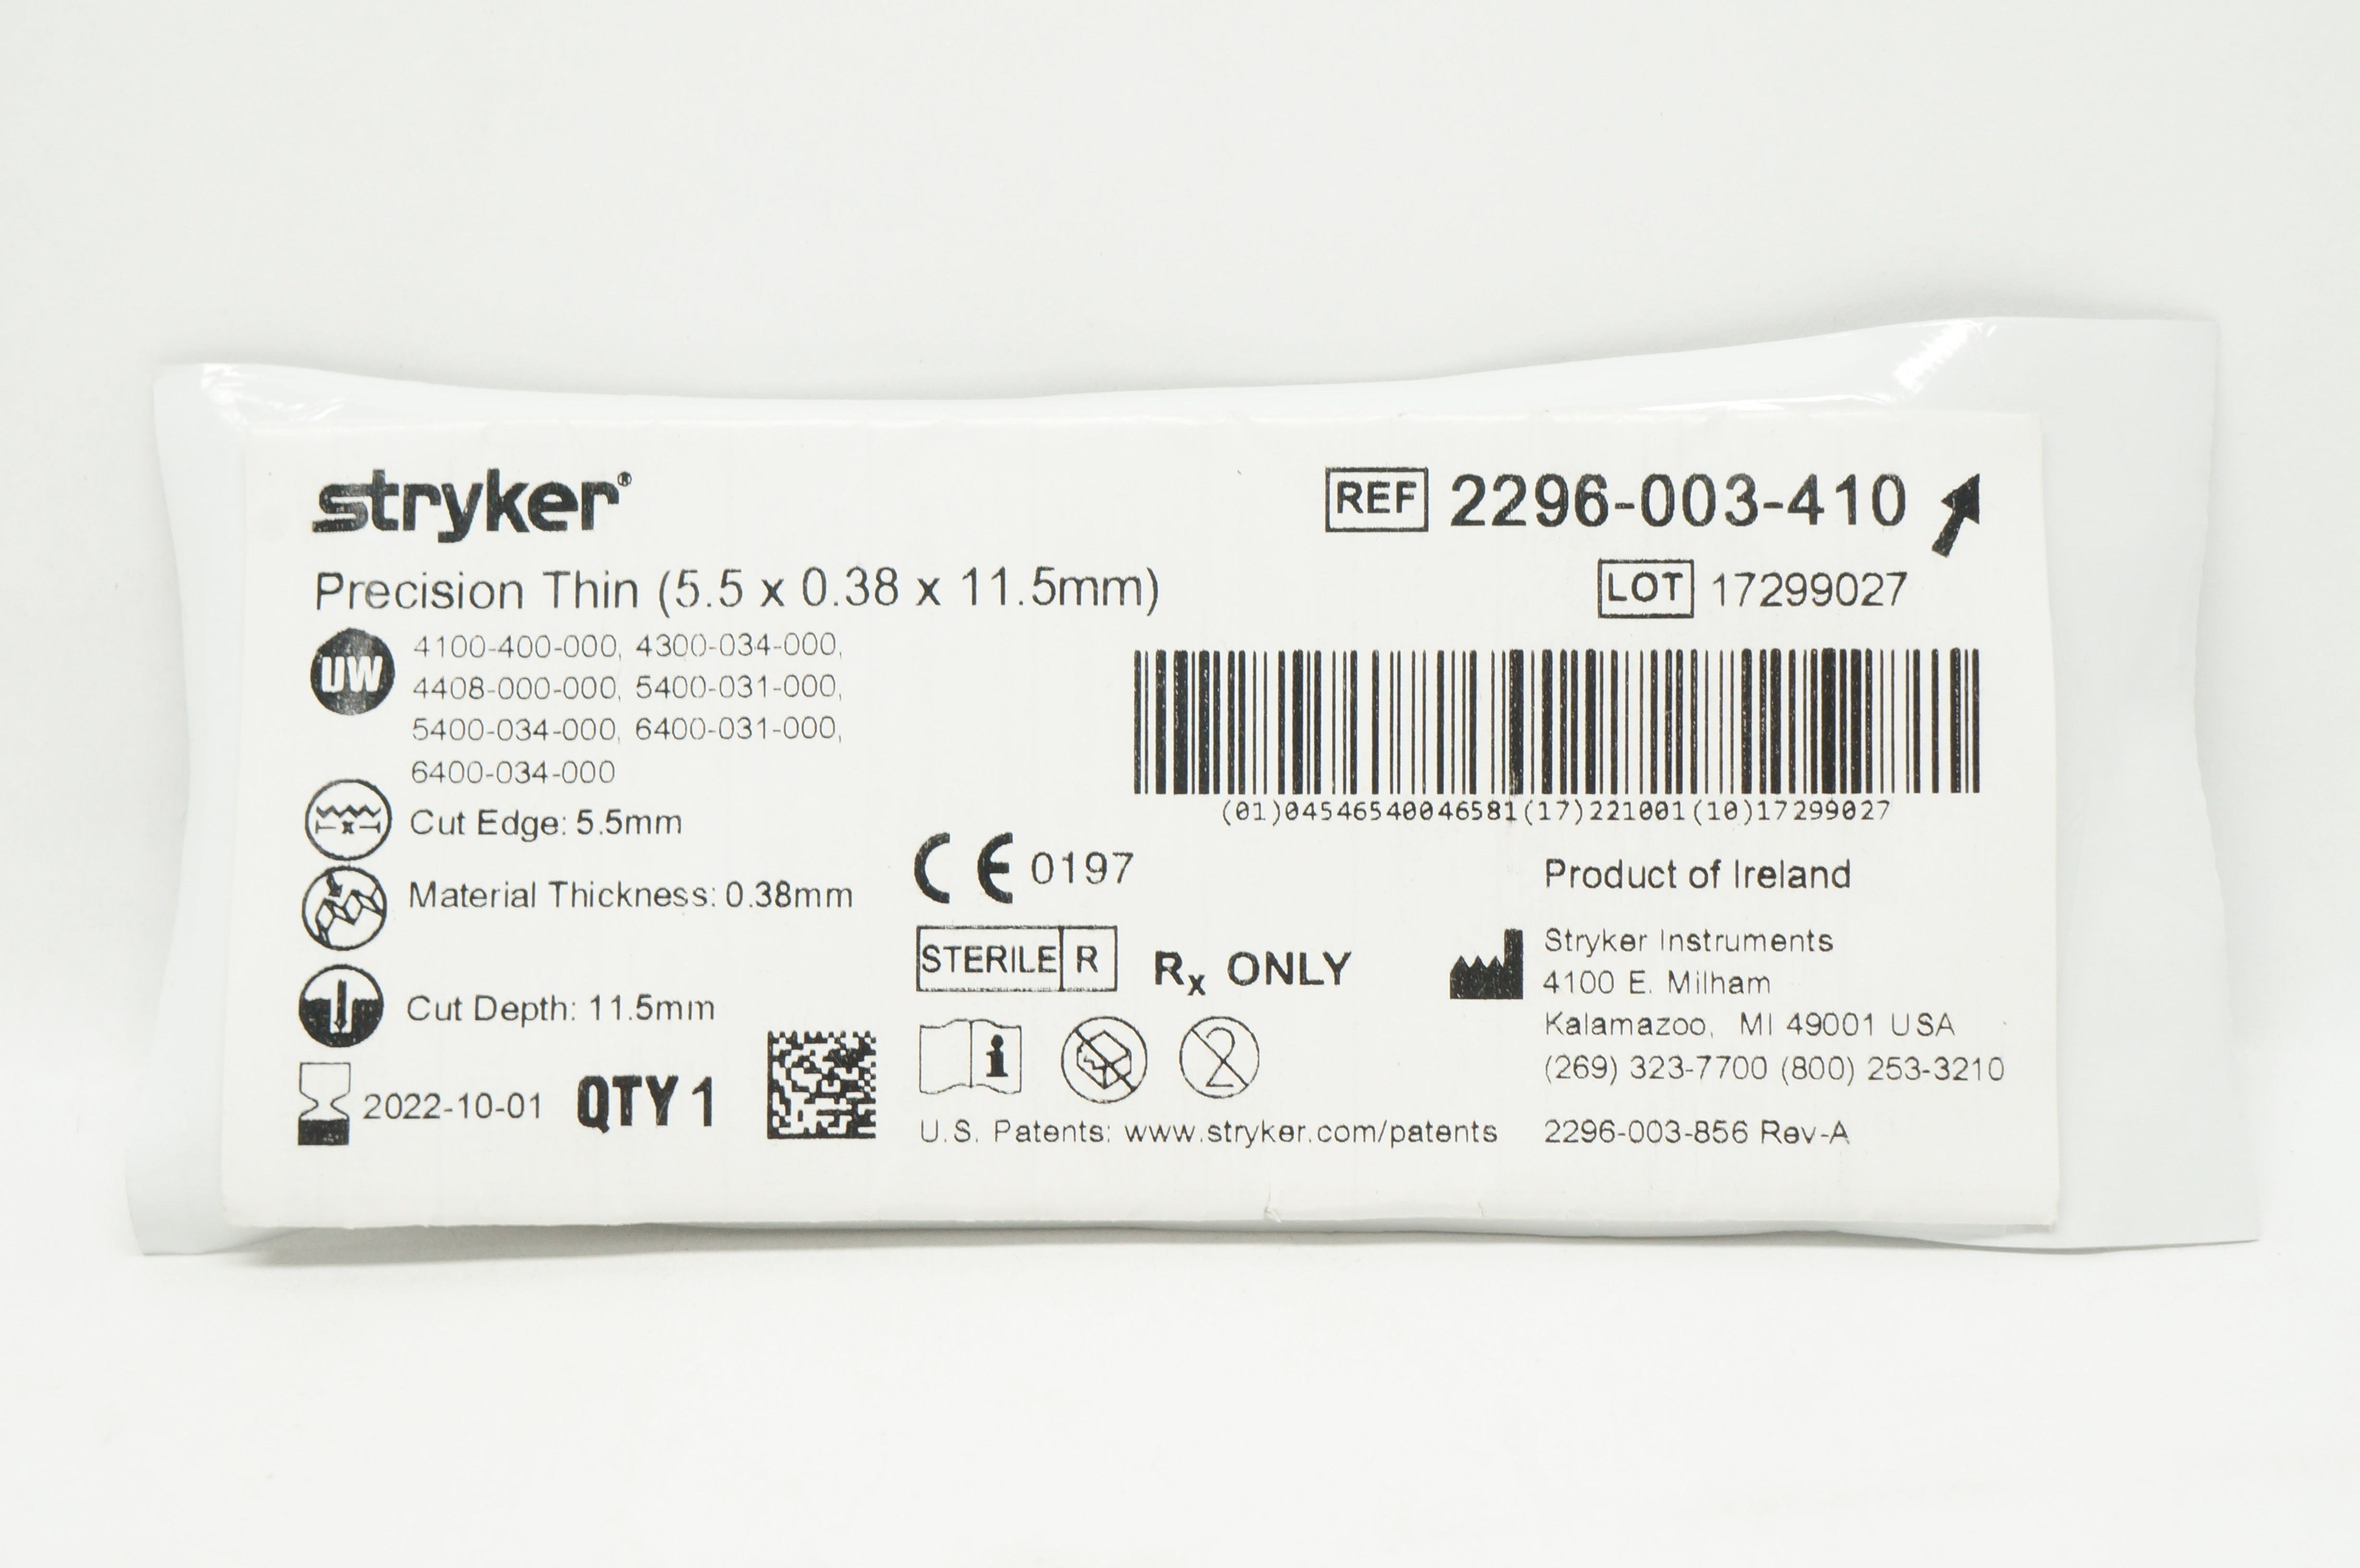 stryker®
REF 2296-003-410
Precision Thin (5.5 x 0.38 x 11.5mm)
LOT 17299027
UW
4100-400-000, 4300-034-000,
4408-000-000, 5400-031-000,
5400-034-000, 6400-031-000,
6400-034-000
(01)04546540046581(17)221001(10)17299027
x
Cut Edge: 5.5mm
Material Thickness: 0.38mm
Cut Depth: 11.5mm
2022-10-01 QTY 1
CE 0197
STERILE R Rx ONLY
i
2
U.S. Patents: www.stryker.com/patents
Product of Ireland
Stryker Instruments
4100 E. Milham
Kalamazoo, MI 49001 USA
(269) 323-7700 (800) 253-3210
2296-003-856 Rev-A